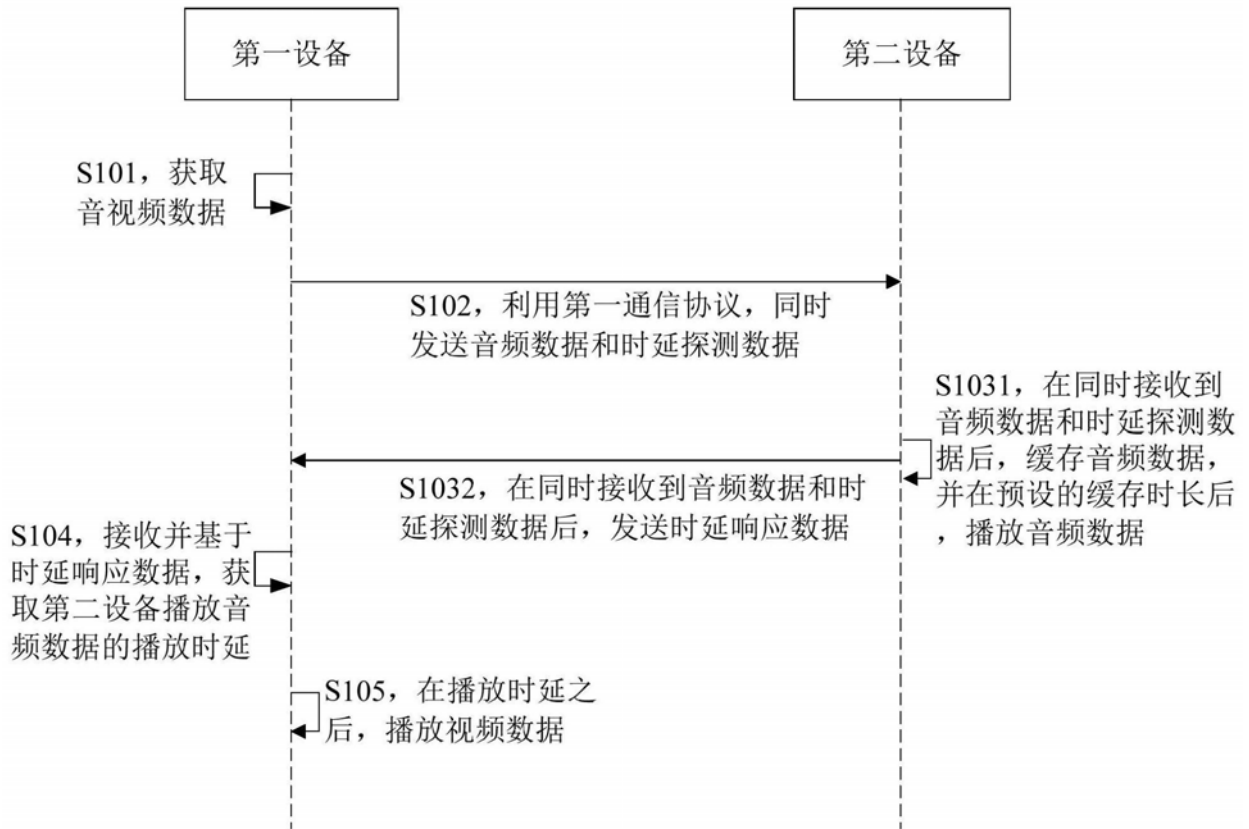 第一设备
第二设备
S101，获取
音视频数据
S102，利用第一通信协议，同时
发送音频数据和时延探测数据
S1031，在同时接收到
音频数据和时延探测数
据后，缓存音频数据，
并在预设的缓存时长后
，播放音频数据
S1032，在同时接收到音频数据和时
延探测数据后，发送时延响应数据
S104，接收并基于
时延响应数据，获
取第二设备播放音
频数据的播放时延
S105，在播放时延之
后，播放视频数据